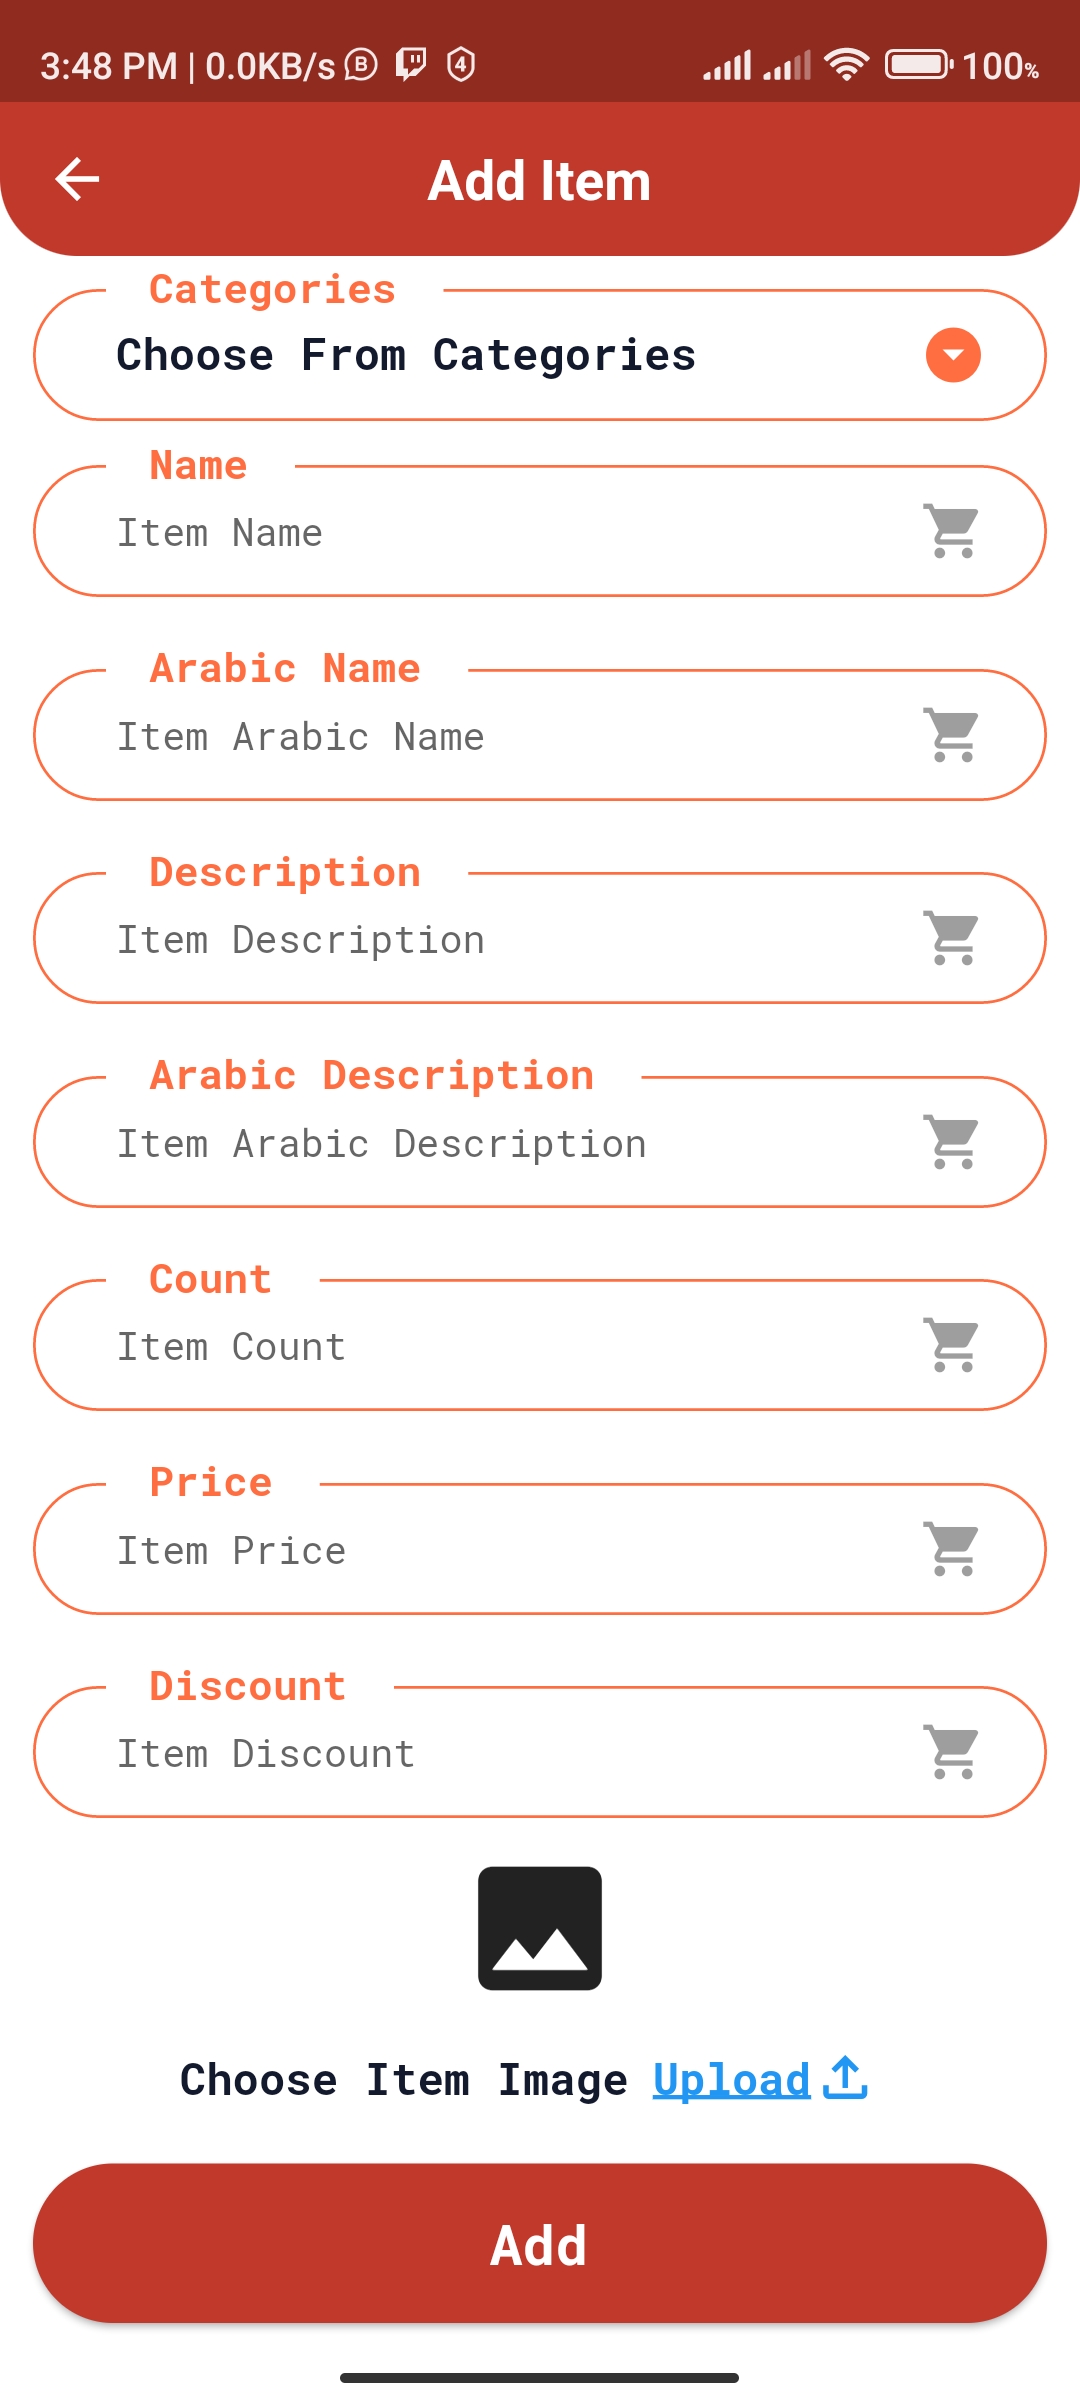 3:48 PM | 0.0KB/s B 4 100%
Add Item
Categories
Choose From Categories
Name
Item Name
Arabic Name
Item Arabic Name
Description
Item Description
Arabic Description
Item Arabic Description
Count
Item Count
Price
Item Price
Discount
Item Discount
Choose Item Image Upload
Add